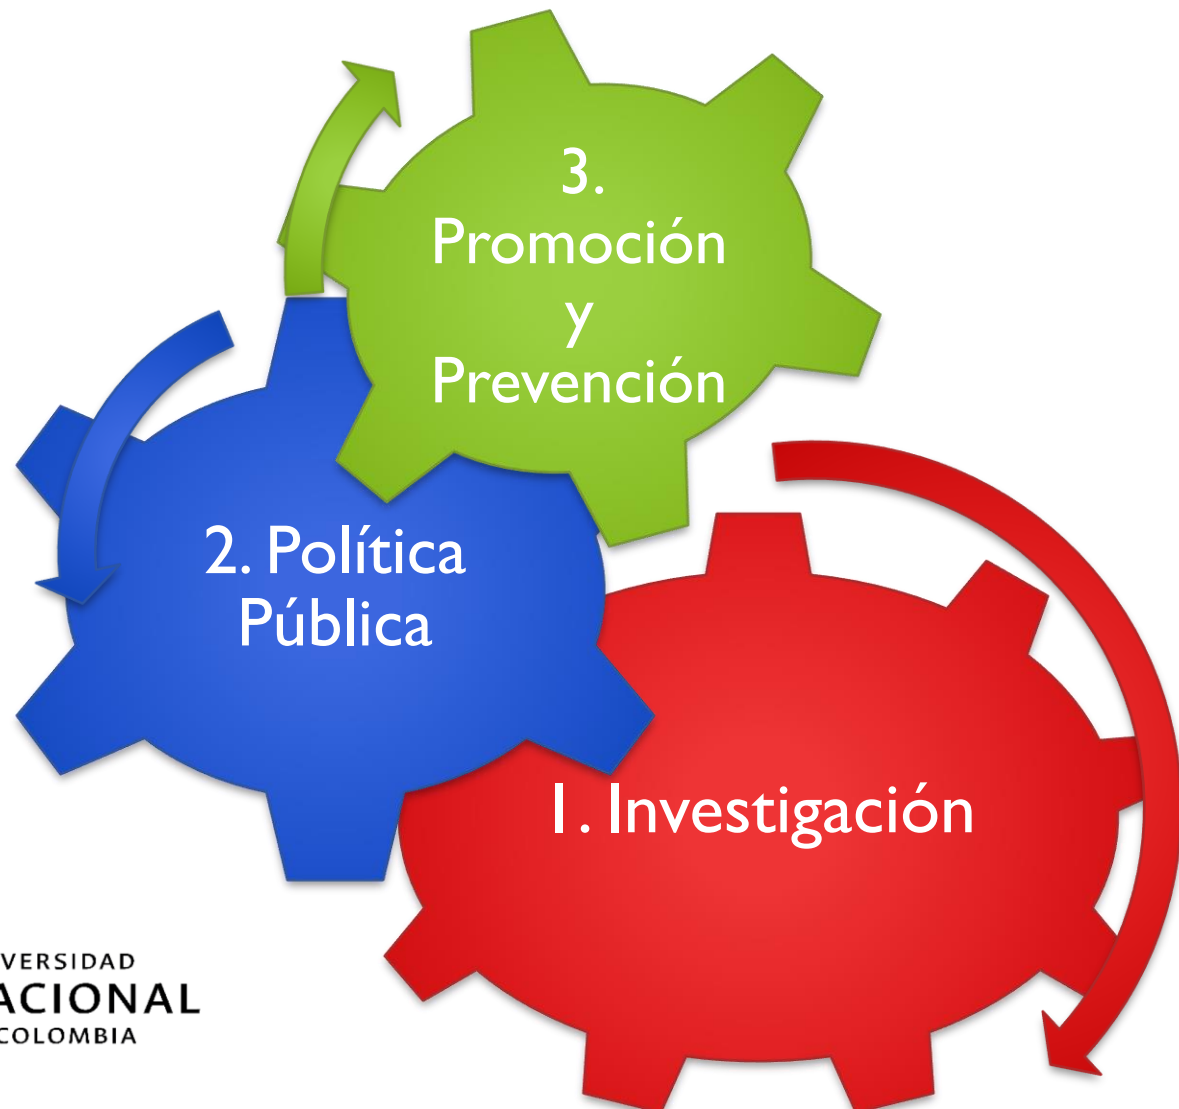 3.
Promoción
y
Prevención
2. Política
Pública
1. Investigación
VERSIDAD
ACIONAL
COLOMBIA